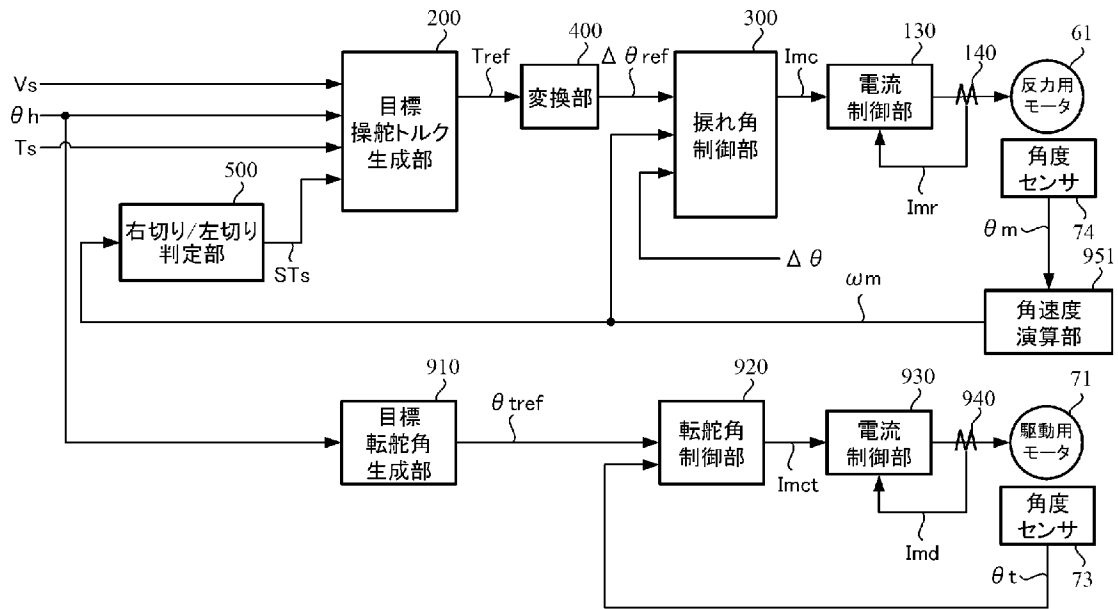 200
目標
操舵トルク
生成部
Tref
400
変換部
Δθref
300
捩れ角
制御部
Imc
130
電流
制御部
140
61
反力用
モータ
Vs
θh
Ts
500
右切り/左切り
判定部
STs
Imr
角度
センサ
74
θm
Δθ
ωm
951
角速度
演算部
910
目標
転舵角
生成部
θtref
920
転舵角
制御部
Imct
930
電流
制御部
940
71
駆動用
モータ
Imd
角度
センサ
73
θt